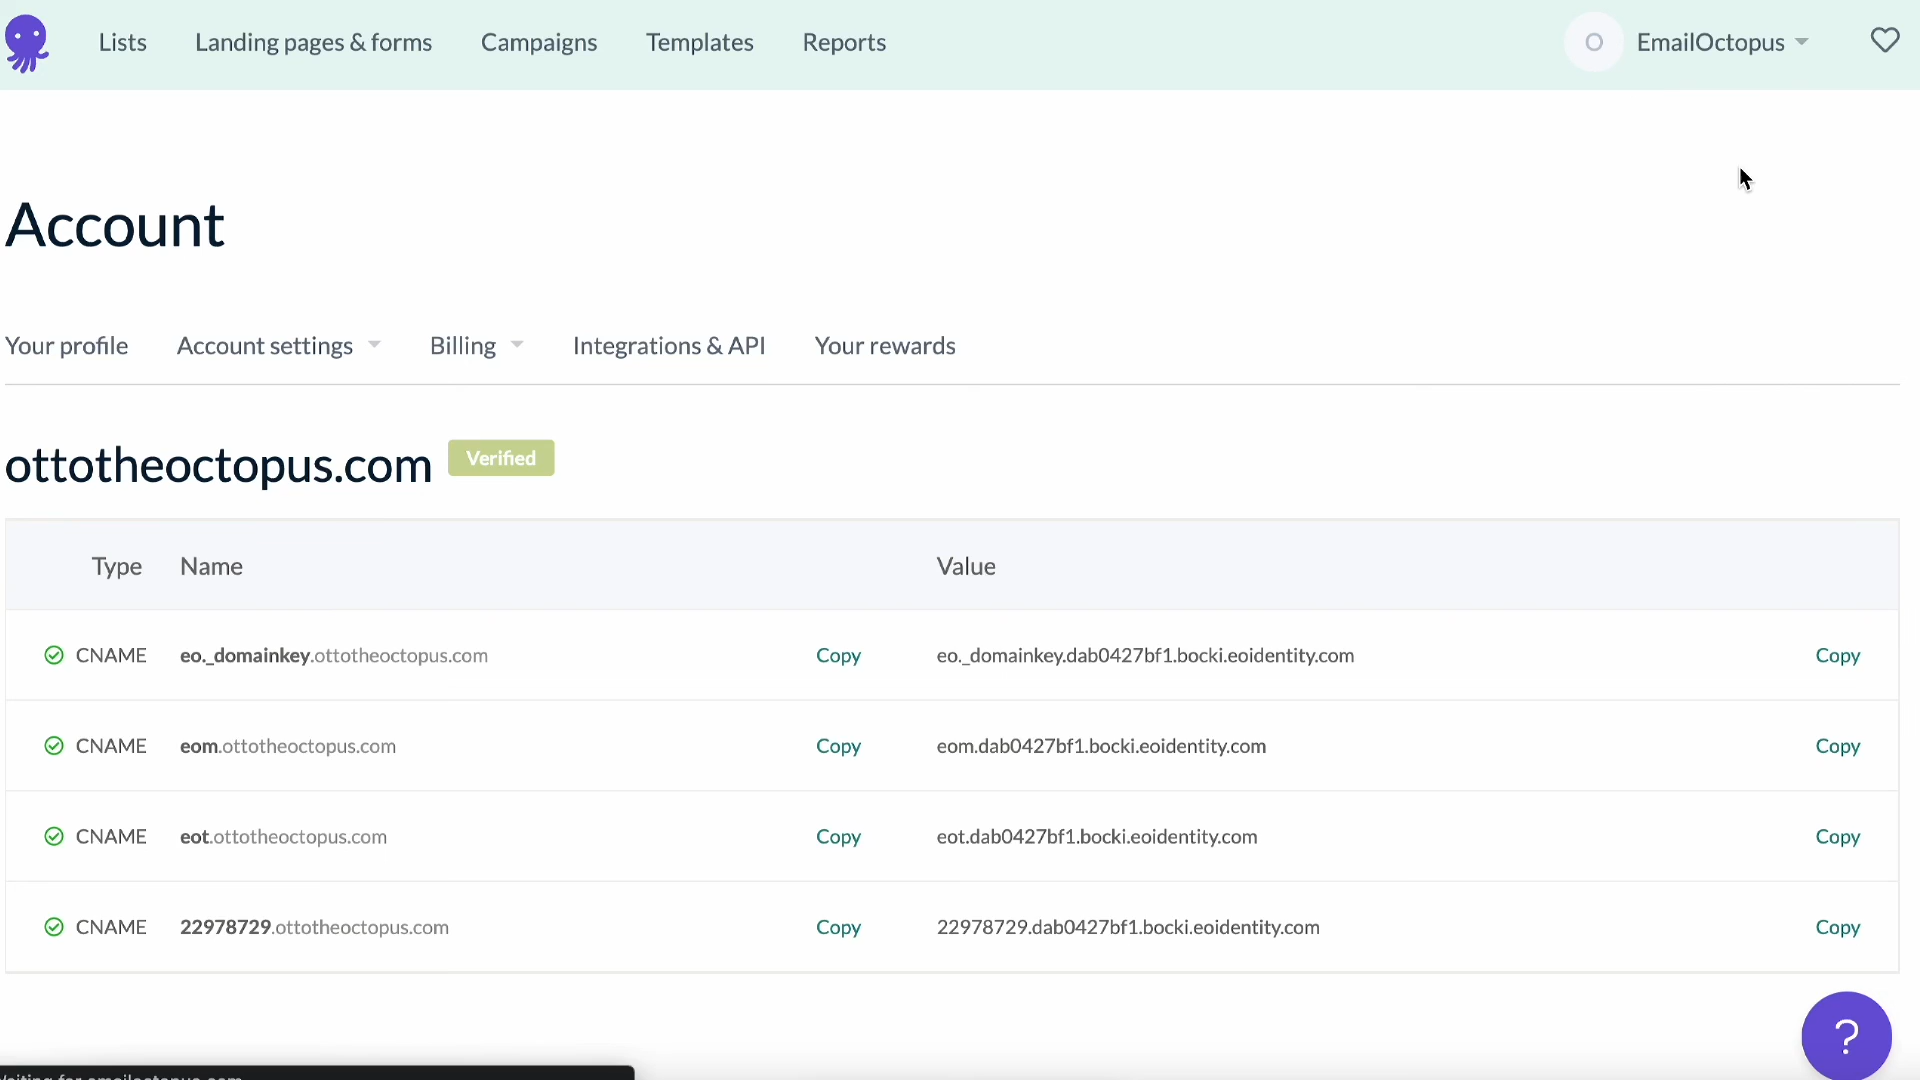 Lists Landing pages & forms Campaigns Templates Reports O EmailOctopus
Account
Your profile Account settings Billing Integrations & API Your rewards
ottotheoctopus.com Verified
Type Name Value
CNAME eo._domainkey.ottotheoctopus.com Copy eo._domainkey.dab0427bf1.bocki.eoidentity.com Copy
CNAME eom.ottotheoctopus.com Copy eom.dab0427bf1.bocki.eoidentity.com Copy
CNAME eot.ottotheoctopus.com Copy eot.dab0427bf1.bocki.eoidentity.com Copy
CNAME 22978729.ottotheoctopus.com Copy 22978729.dab0427bf1.bocki.eoidentity.com Copy
?